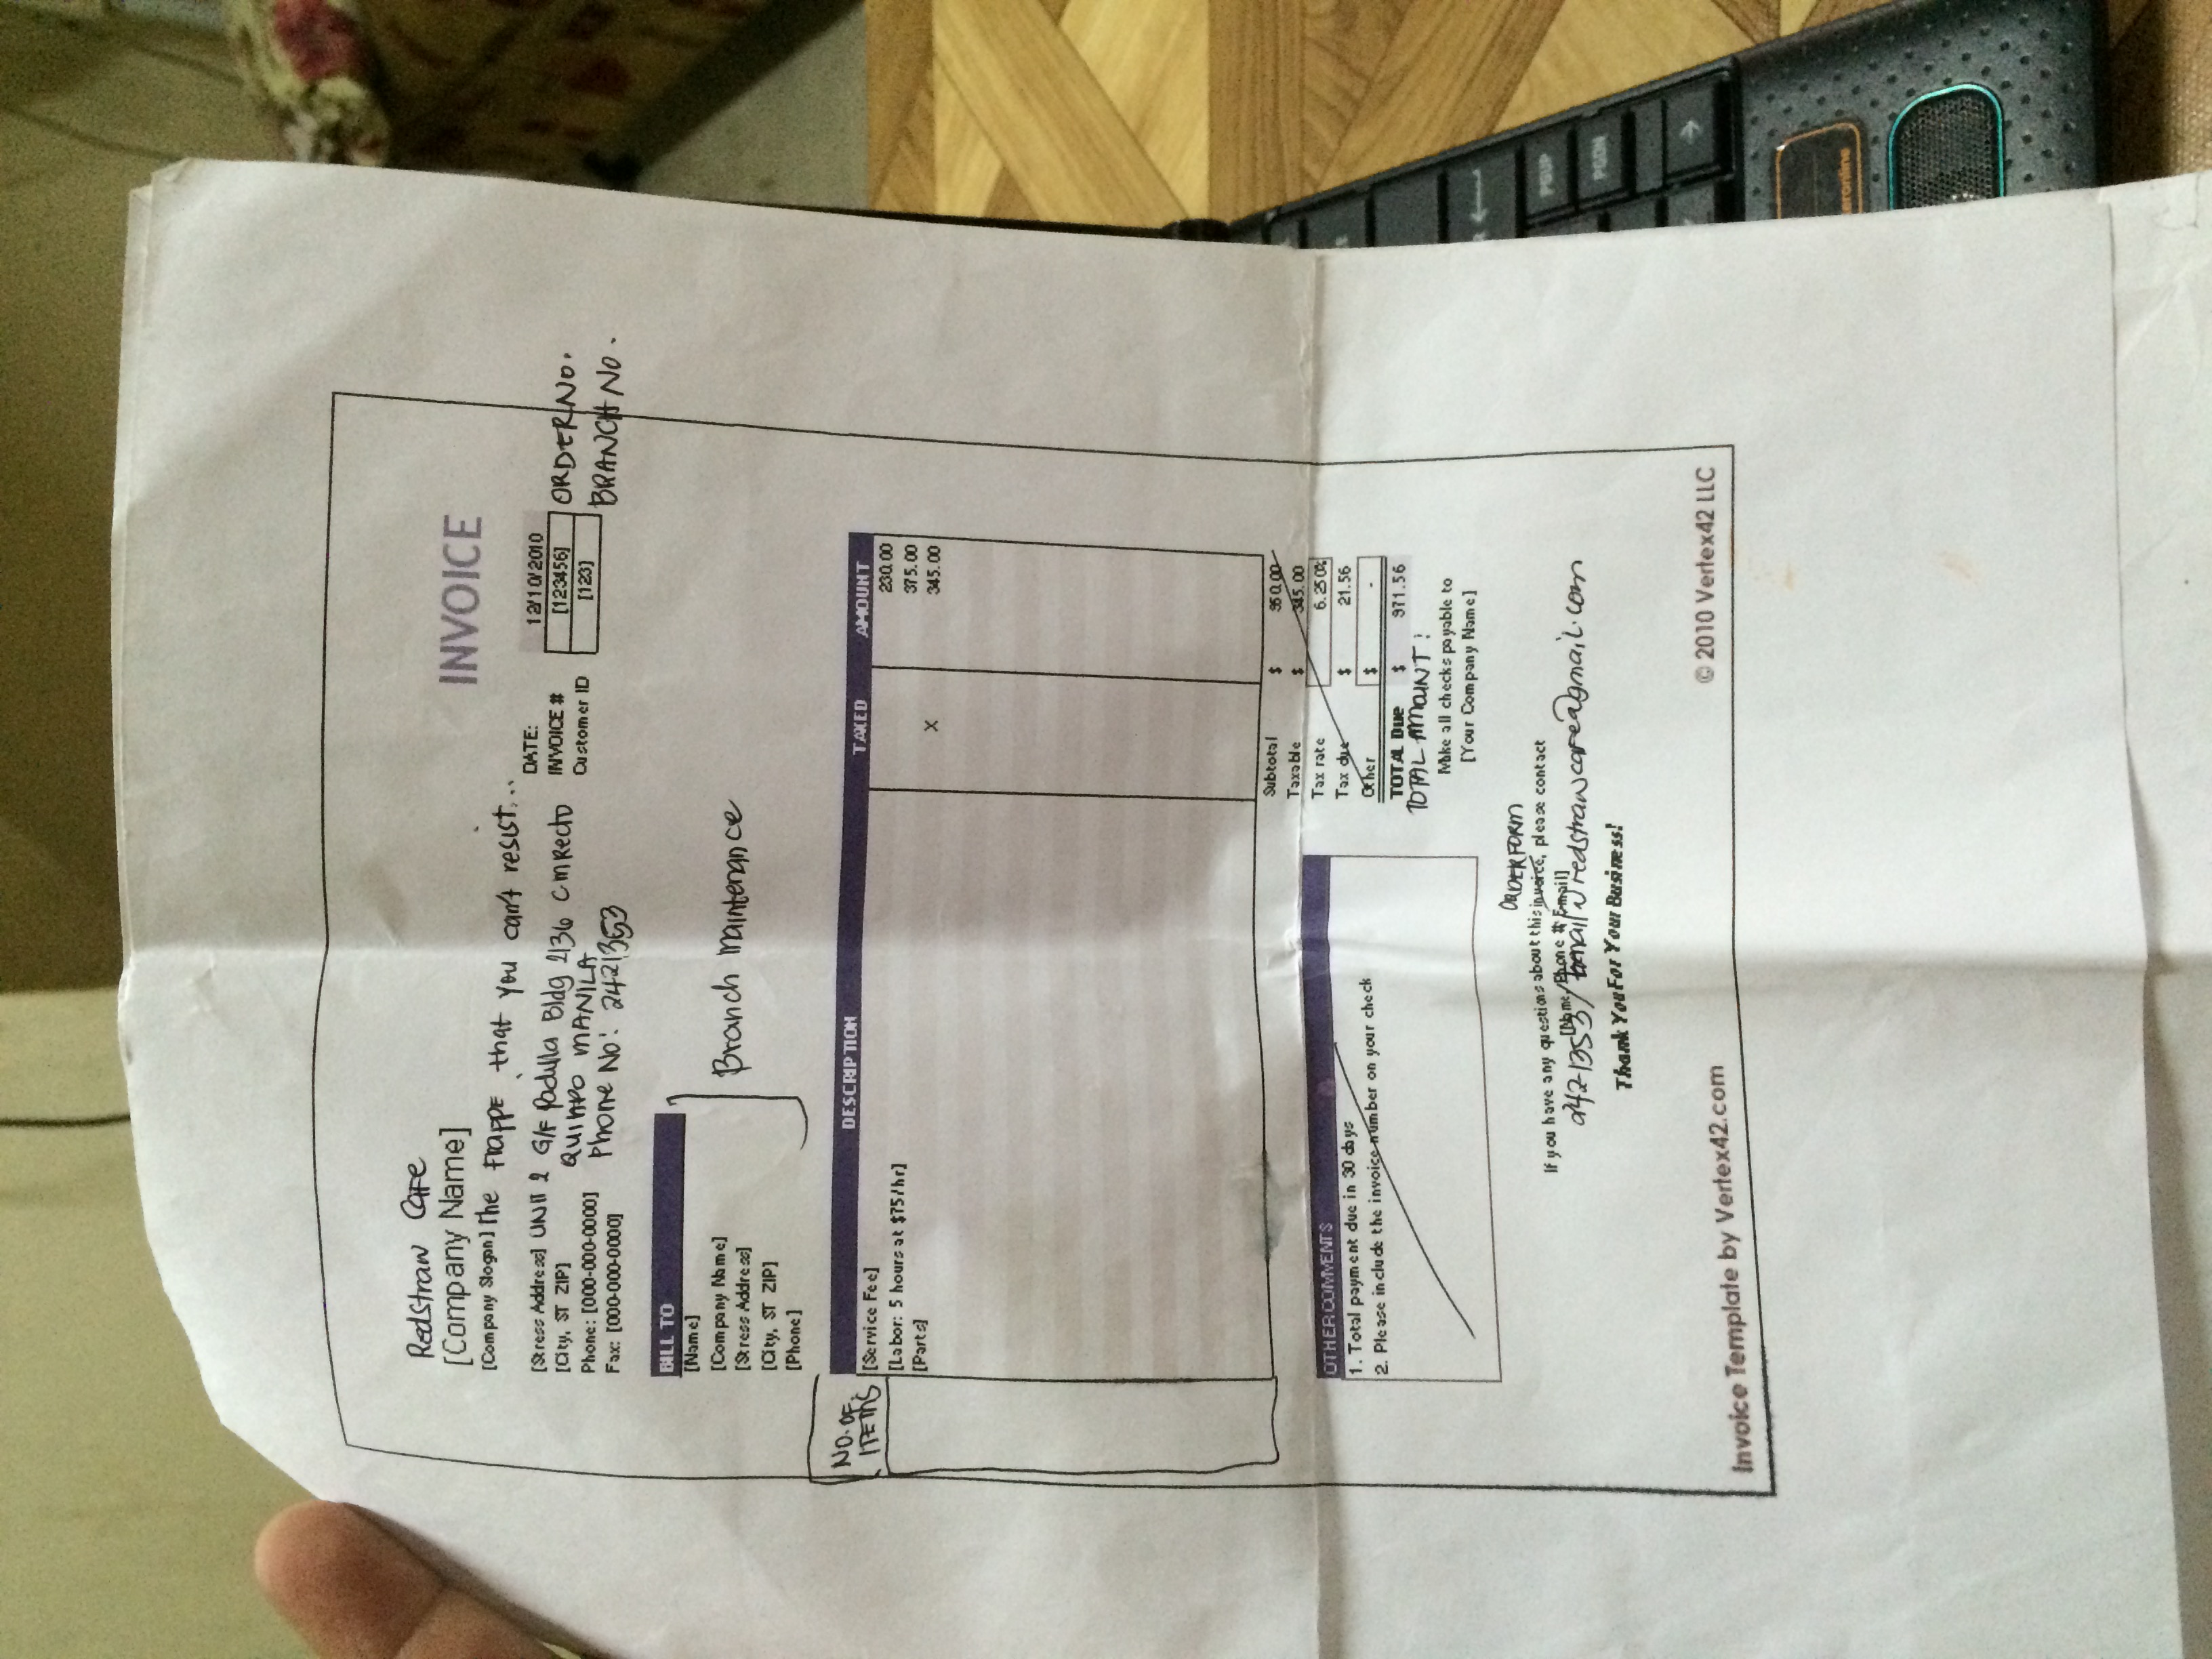 Redstraw Cafe
[Company Name]
INVOICE
[Company Slogan] The Frappe that you can't resist...
[Stress Address] UNIT 2 G/F Padilla Bldg 2136 CM Recto
[City, ST ZIP] QUIAPO MANILA
Phone: [000-000-0000] Phone No: 2421353
Fax: [000-000-0000]
DATE: 12/10/2010
INVOICE # [123456] ORDER NO.
Customer ID [123] BRANCH NO.
BILL TO
[Name]
[Company Name]
[Stress Address]
[City, ST ZIP]
[Phone]
Branch Maintenance
NO. OF
ITEMS
DESCRIPTION TAXED AMOUNT
[Service Fee] 230.00
[Labor: 5 hours at $75/hr] 375.00
[Parts] X 345.00
Subtotal $ 950.00
Taxable $ 345.00
Tax rate 6.250%
Tax due $ 21.56
Other $ -
TOTAL Due $ 971.56
TOTAL AMOUNT:
Make all checks payable to
[Your Company Name]
OTHER COMMENTS
1. Total payment due in 30 days
2. Please include the invoice number on your check
ORDER FORM
If you have any questions about this invoice, please contact
[Name, Phone #, E-mail]
242-1353 / Email redstrawcafe@gmail.com
Thank You For Your Business!
Invoice Template by Vertex42.com
© 2010 Vertex42 LLC
PGUP
PGDN